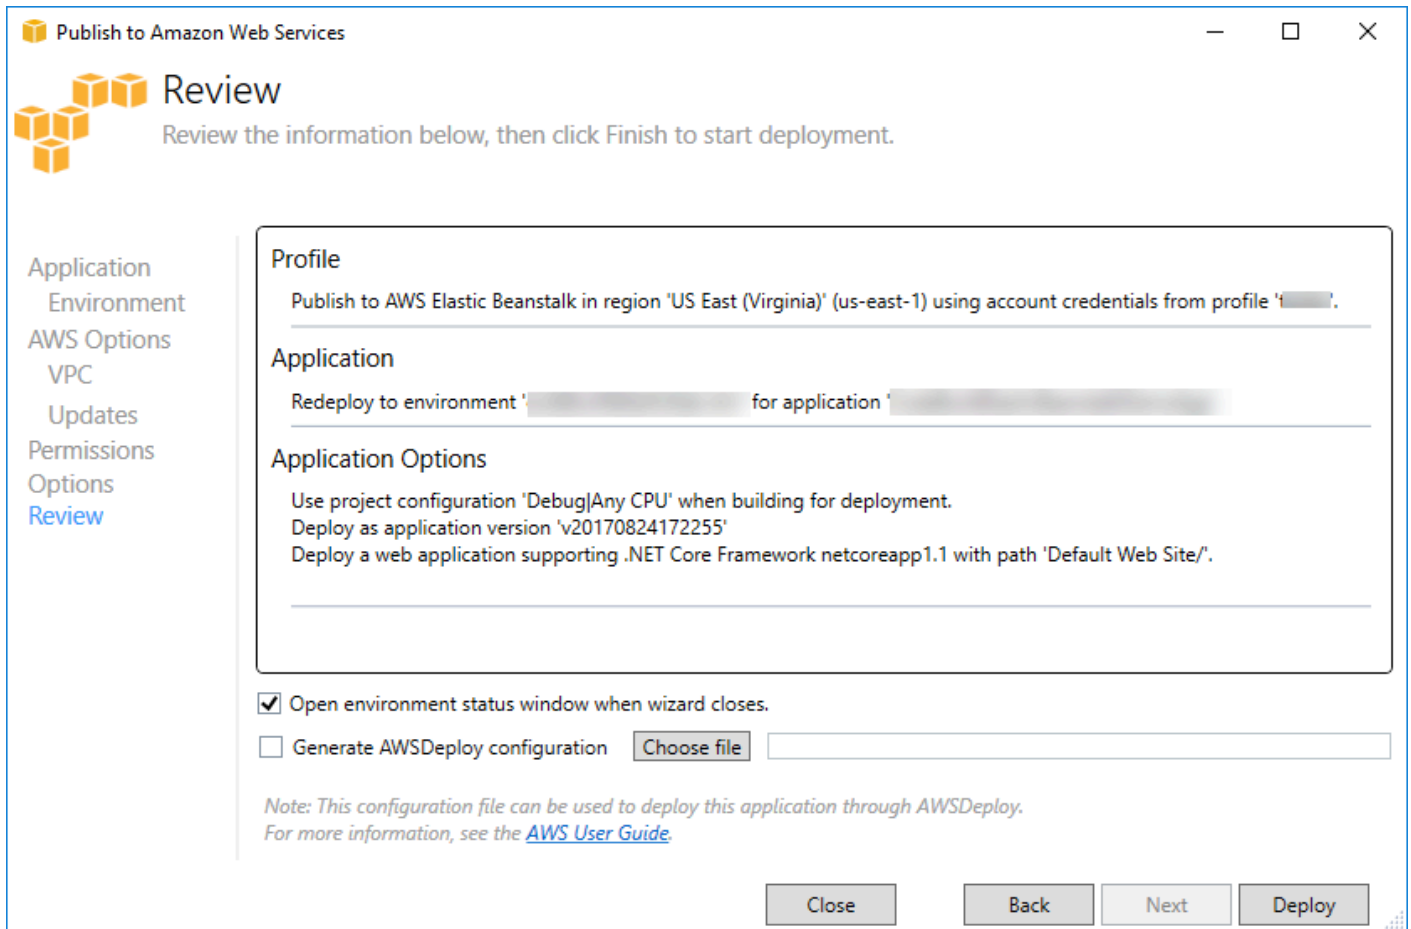 Publish to Amazon Web Services
Review
Review the information below, then click Finish to start deployment.
Application
Environment
AWS Options
VPC
Updates
Permissions
Options
Review
Profile
Publish to AWS Elastic Beanstalk in region 'US East (Virginia)' (us-east-1) using account credentials from profile '
Application
Redeploy to environment ' for application '
Application Options
Use project configuration 'Debug|Any CPU' when building for deployment.
Deploy as application version 'v20170824172255'
Deploy a web application supporting .NET Core Framework netcoreapp1.1 with path 'Default Web Site/'.
Open environment status window when wizard closes.
Generate AWSDeploy configuration Choose file
Note: This configuration file can be used to deploy this application through AWSDeploy.
For more information, see the AWS User Guide.
Close Back Next Deploy